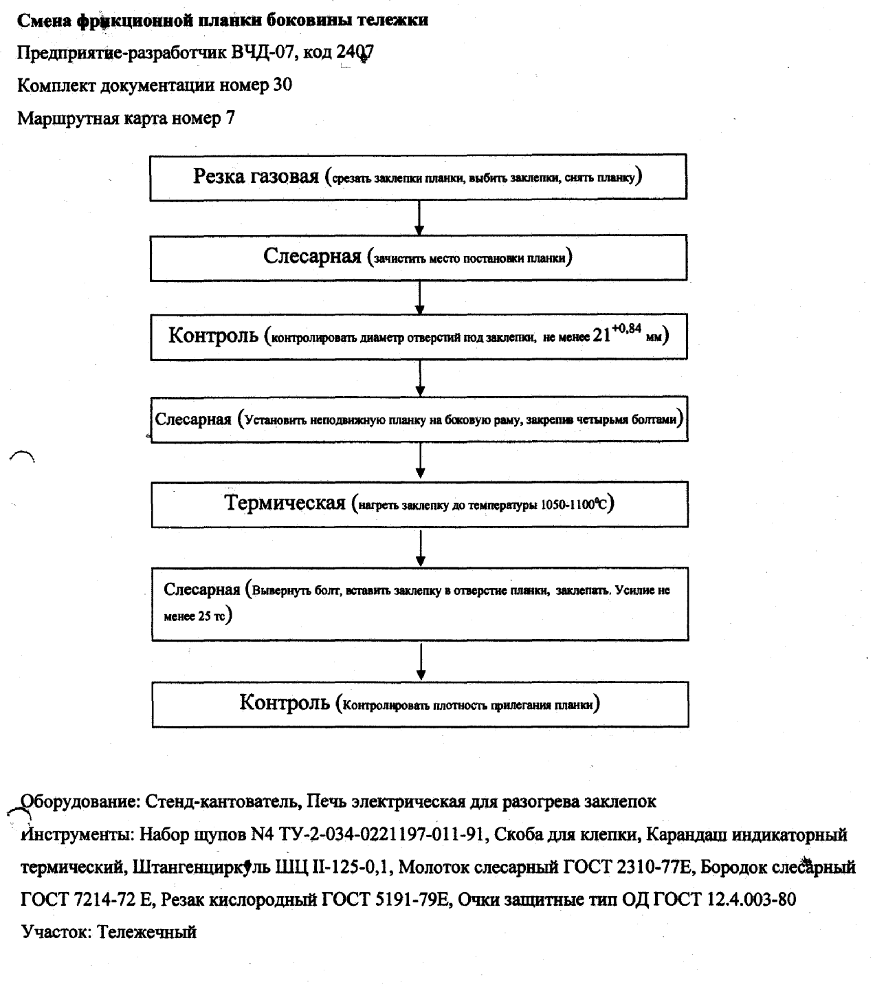 Смена фрикционной планки боковины тележки
Предприятие-разработчик ВЧД-07, код 2407
Комплект документации номер 30
Маршрутная карта номер 7
Резка газовая (срезать заклепки планки, выбить заклепки, снять планку)
Слесарная (зачистить место постановки планки)
Контроль (контролировать диаметр отверстий под заклепки, не менее 21+0,84 мм)
Слесарная (Установить неподвижную планку на боковую раму, закрепив четырьмя болтами)
Термическая (нагреть заклепку до температуры 1050-1100⁰С)
Слесарная (Вывернуть болт, вставить заклепку в отверстие планки, заклепать. Усилие не
менее 25 тс)
Контроль (Контролировать плотность прилегания планки)
Оборудование: Стенд-кантователь, Печь электрическая для разогрева заклепок
Инструменты: Набор щупов N4 ТУ-2-034-0221197-011-91, Скоба для клепки, Карандаш индикаторный
термический, Штангенциркуль ШЦ II-125-0,1, Молоток слесарный ГОСТ 2310-77Е, Бородок слесарный
ГОСТ 7214-72 Е, Резак кислородный ГОСТ 5191-79Е, Очки защитные тип ОД ГОСТ 12.4.003-80
Участок: Тележечный